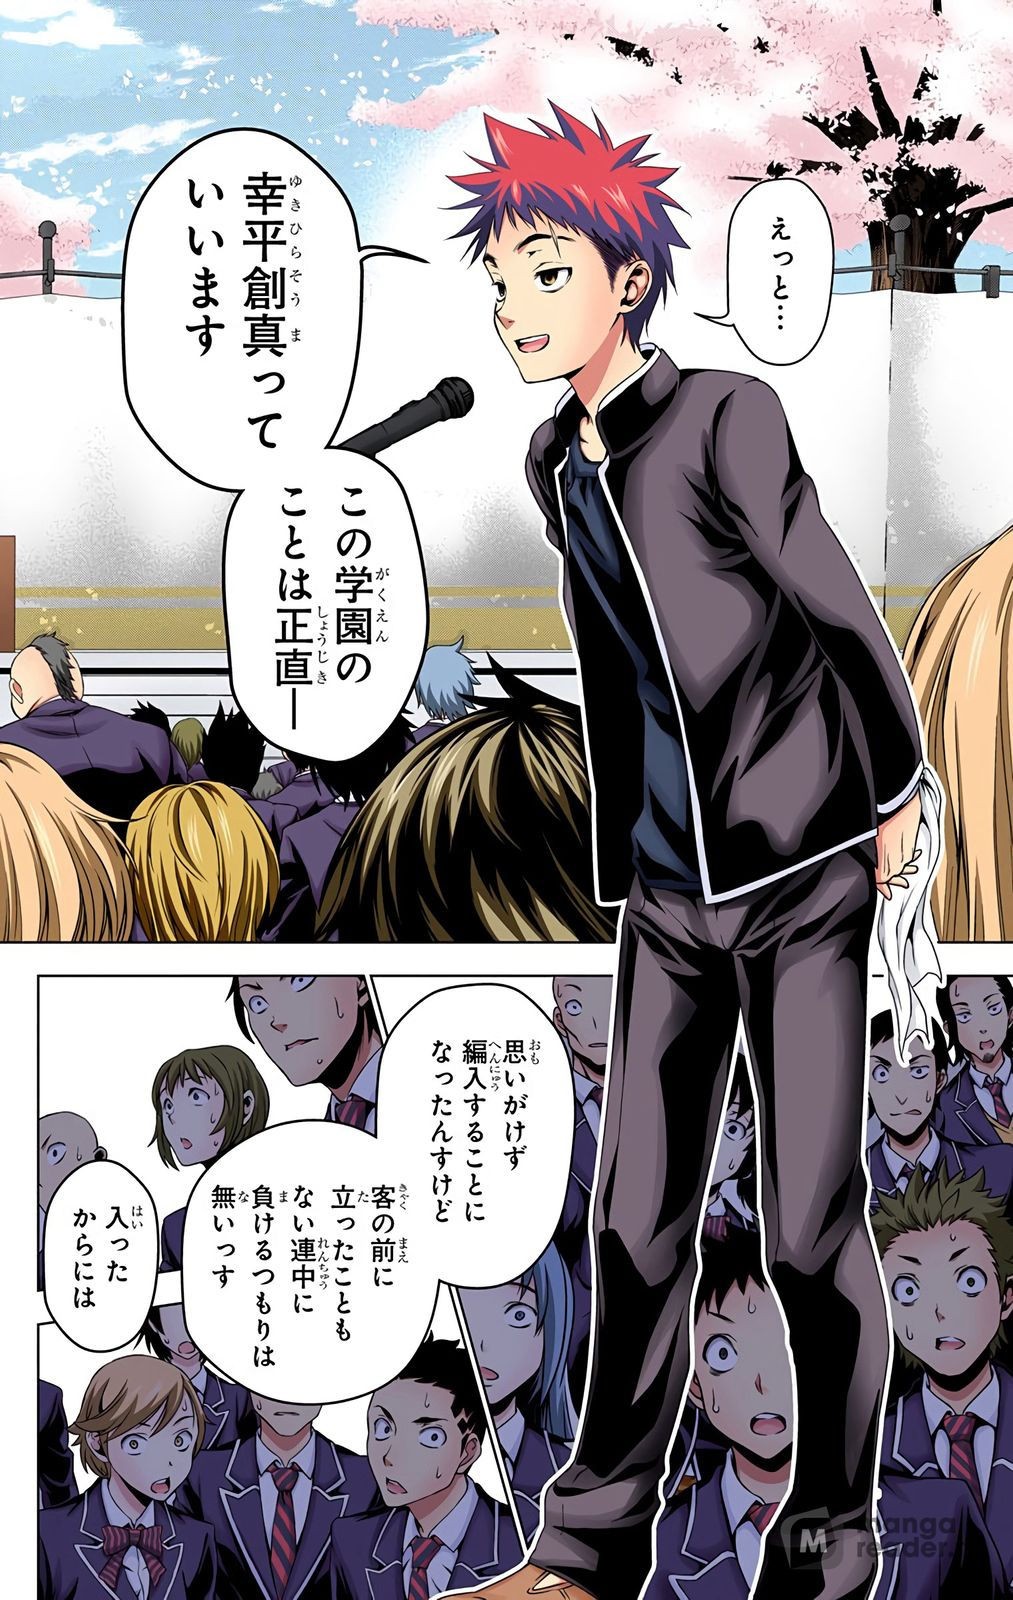 えっと…
幸平創真って
いいます
この学園の
ことは正直ー
思いがけず
編入することに
なったんすけど
客の前に
立ったことも
ない連中に
負けるつもりは
無いっす
入った
からには
M manga
reader.